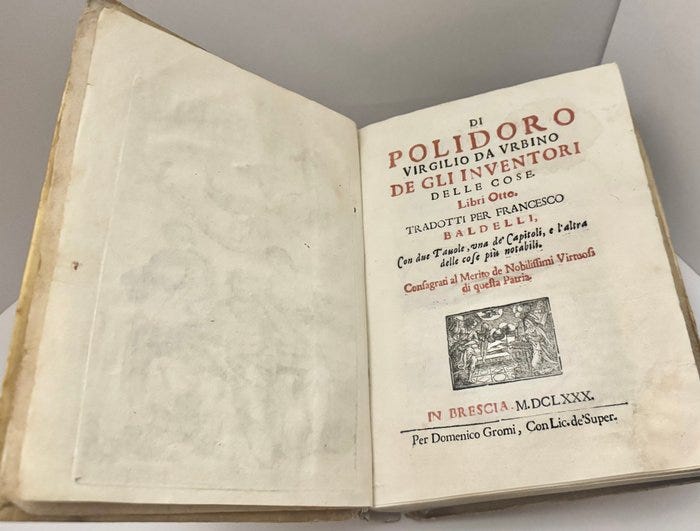 DI
POLIDORO
VIRGILIO DA VRBINO
DE GLI INVENTORI
DELLE COSE.
Libri Otto.
TRADOTTI PER FRANCESCO
BALDELLI,
Con due Tauole, vna de' Capitoli, e l'altra
delle cose più notabili.
Consagrati al Merito de Nobilissimi Virtuosi
di questa Patria.
IN BRESCIA. M.DCLXXX.
Per Domenico Gromi, Con Lic. de' Super.